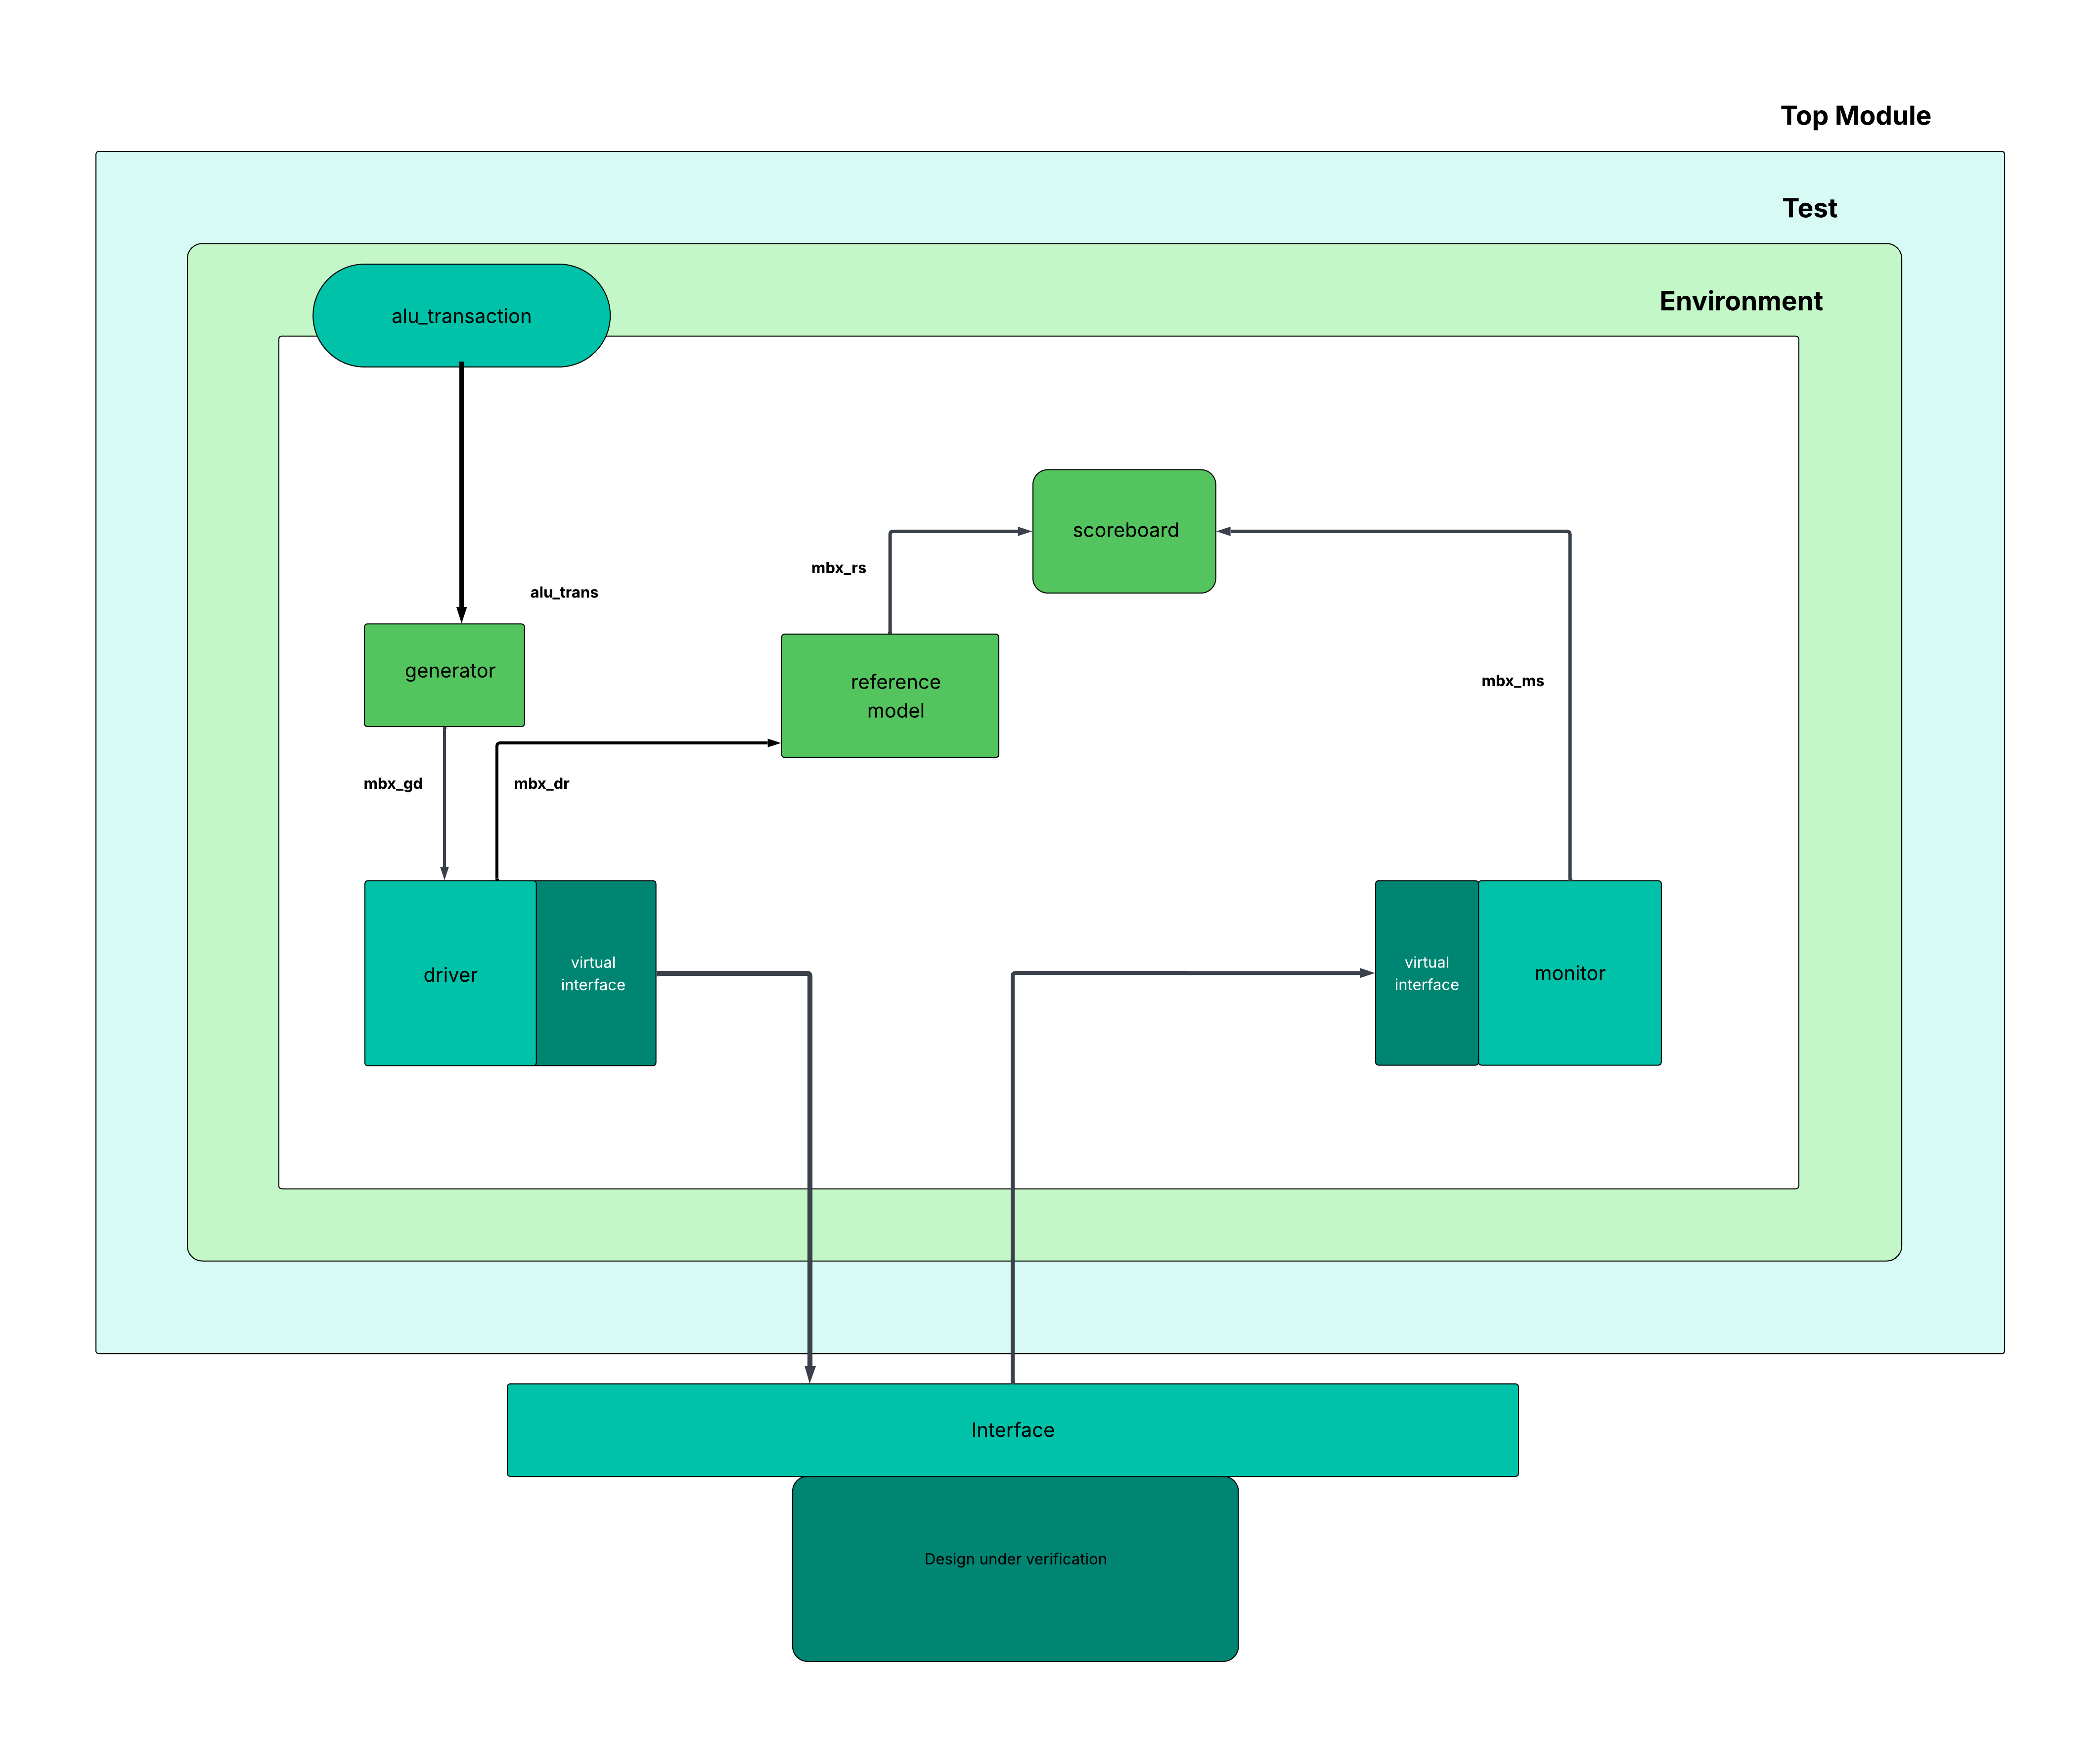 Top Module
Test
Environment
alu_transaction
scoreboard
mbx_rs
alu_trans
generator
reference
model
mbx_ms
mbx_gd
mbx_dr
driver
virtual
interface
virtual
interface
monitor
Interface
Design under verification